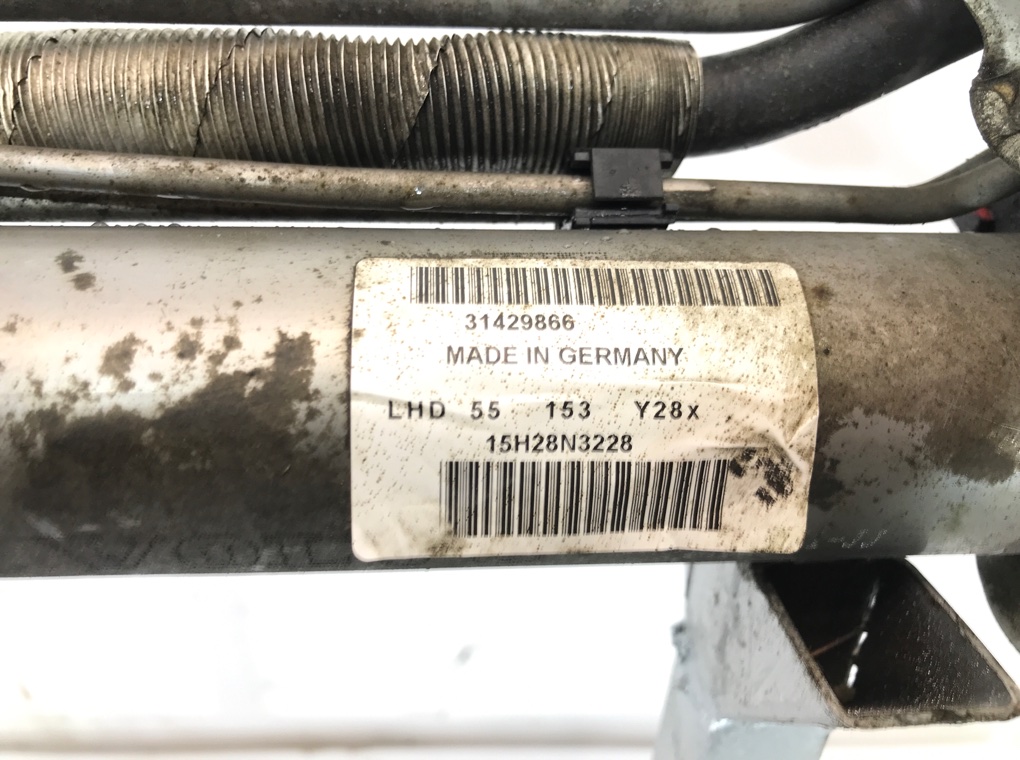 31429866
MADE IN GERMANY
LHD 55 153 Y28x
15H28N3228